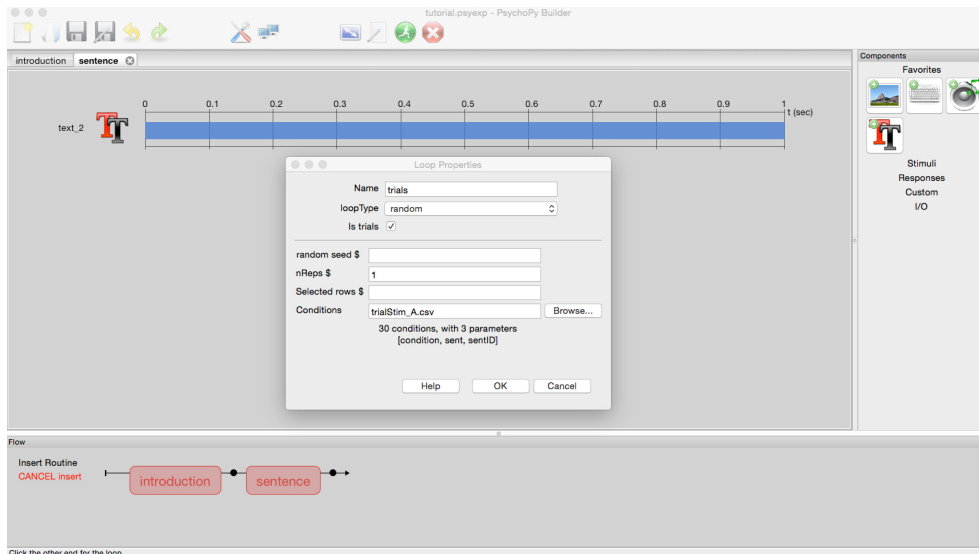 tutorial.psyexp - PsychoPy Builder
introduction sentence
0 0.1 0.2 0.3 0.4 0.5 0.6 0.7 0.8 0.9 1
t (sec)
text_2
Loop Properties
Name trials
loopType random
Is trials
random seed $
nReps $ 1
Selected rows $
Conditions trialStim_A.csv Browse...
30 conditions, with 3 parameters
[condition, sent, sentID]
Help OK Cancel
Components
Favorites
Stimuli
Responses
Custom
I/O
Flow
Insert Routine
CANCEL insert
introduction sentence
Click the other end for the loop